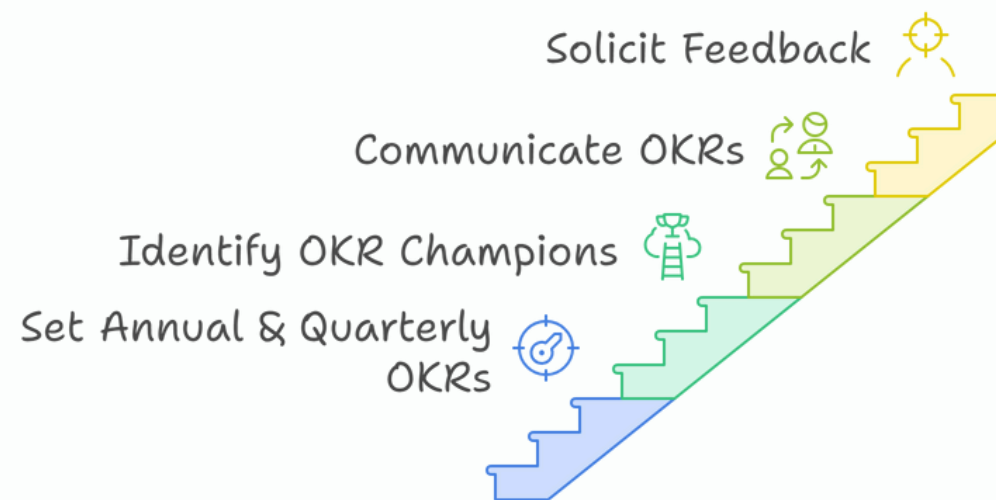 Solicit Feedback
Communicate OKRs
Identify OKR Champions
Set Annual & Quarterly
OKRs